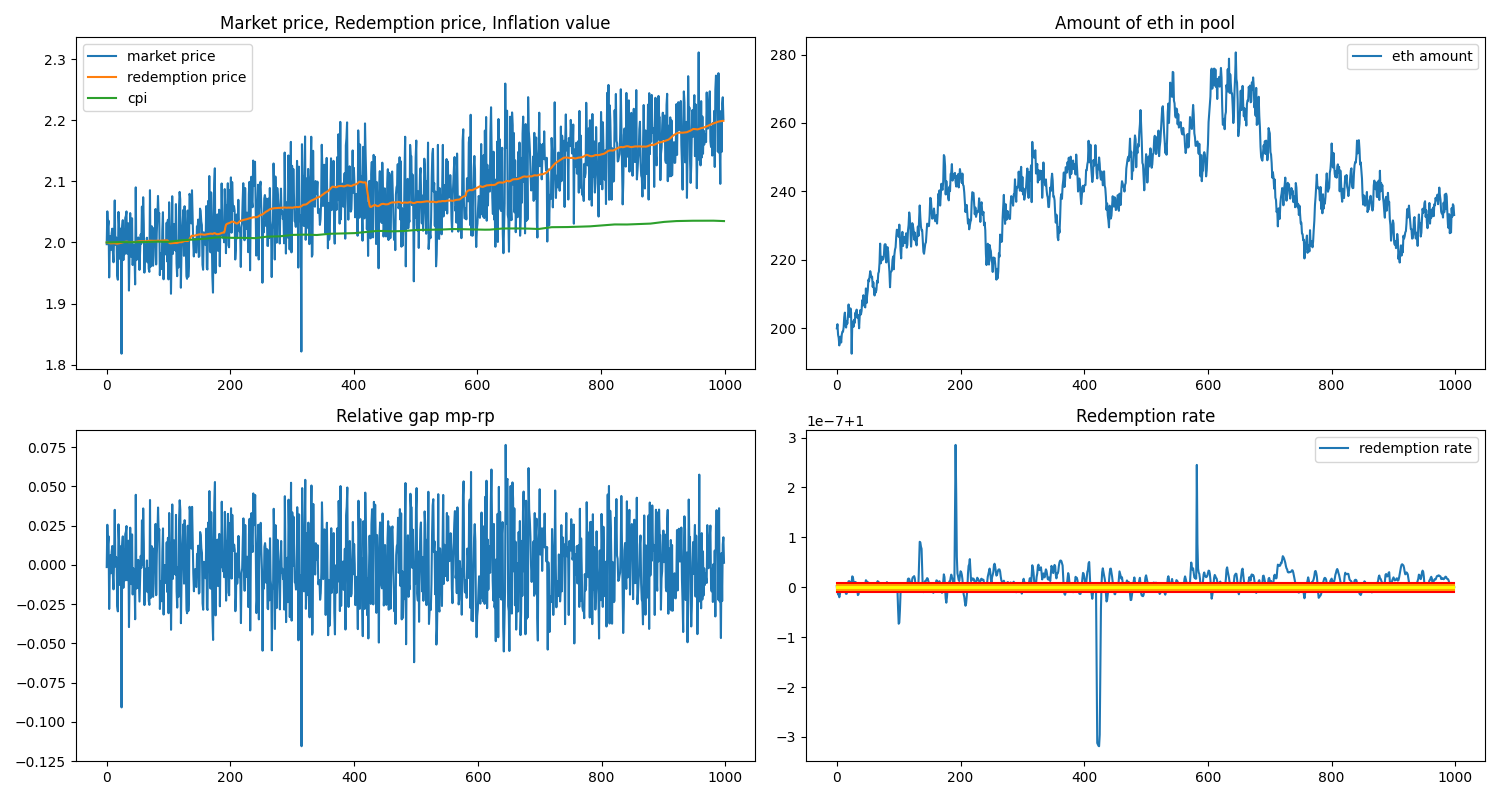 Market price, Redemption price, Inflation value
market price
redemption price
cpi
2.3
2.2
2.1
2.0
1.9
1.8
0 200 400 600 800 1000
Amount of eth in pool
eth amount
280
260
240
220
200
0 200 400 600 800 1000
Relative gap mp-rp
0.075
0.050
0.025
0.000
−0.025
−0.050
−0.075
−0.100
−0.125
0 200 400 600 800 1000
Redemption rate
1e-7+1
redemption rate
3
2
1
0
−1
−2
−3
0 200 400 600 800 1000